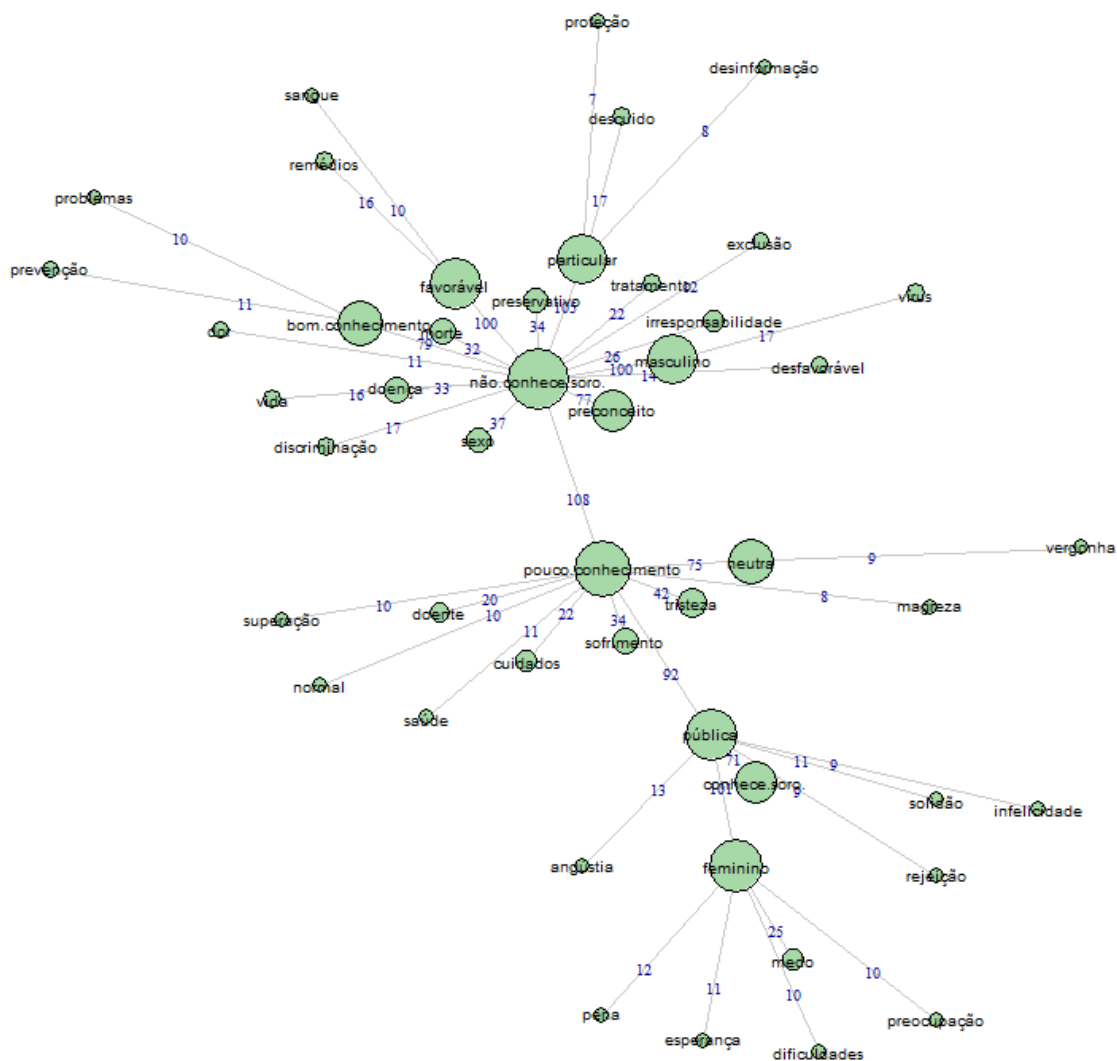 proteção
desinformação
sangue
7
descuido
8
remédios
16
10
17
problemas
10
exclusão
particular
prevenção
favorável
tratamento
12
vírus
11
preservativo
105
22
bom.conhecimento
morte
100
34
irresponsabilidade
dor
79
32
26
masculino
17
11
100
14
desfavorável
não.conhece.soro.
vida
16
doença
33
77
preconceito
discriminação
17
37
sexo
108
pouco.conhecimento
75
neutra
9
vergonha
superação
10
20
doente
10
42
tristeza
8
magreza
11
22
34
sofrimento
cuidados
normal
92
saúde
pública
71
11
9
13
conhece.soro.
101
9
solidão
infelicidade
angústia
feminino
rejeição
25
12
medo
10
11
10
pena
preocupação
esperança
dificuldades